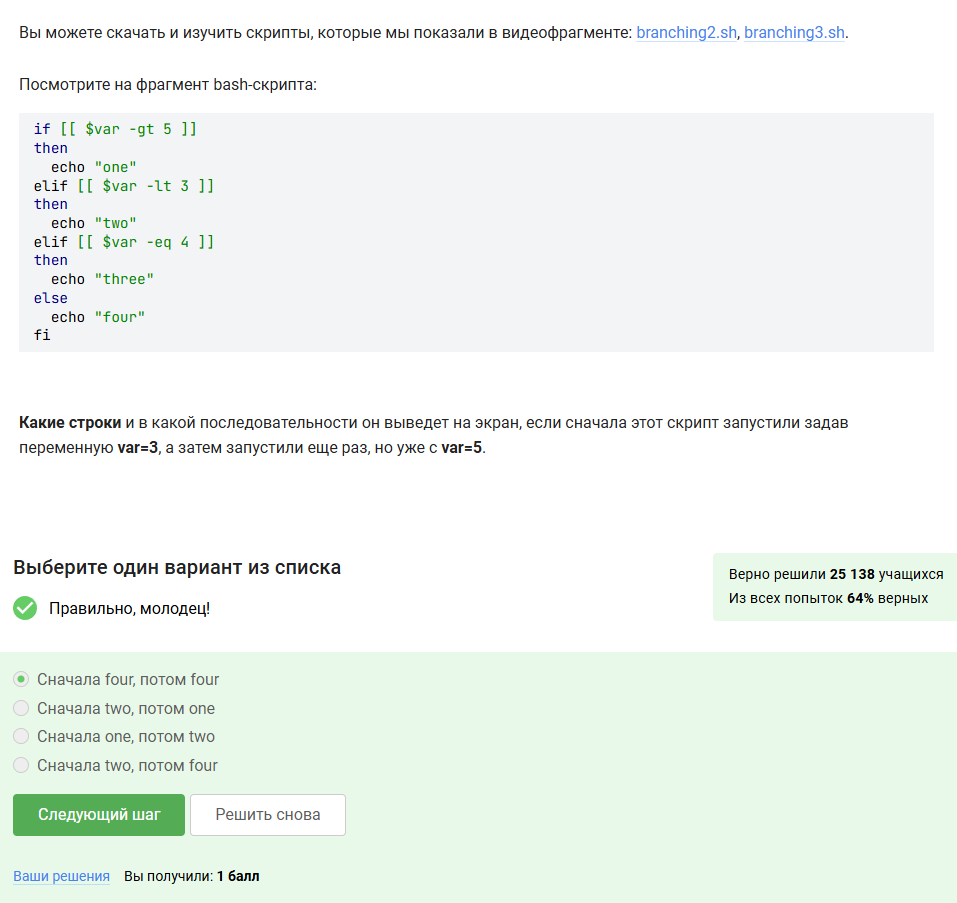 Вы можете скачать и изучить скрипты, которые мы показали в видеофрагменте: branching2.sh, branching3.sh.
Посмотрите на фрагмент bash-скрипта:
if [[ $var -gt 5 ]]
then
  echo "one"
elif [[ $var -lt 3 ]]
then
  echo "two"
elif [[ $var -eq 4 ]]
then
  echo "three"
else
  echo "four"
fi
Какие строки и в какой последовательности он выведет на экран, если сначала этот скрипт запустили задав
переменную var=3, а затем запустили еще раз, но уже с var=5.
Выберите один вариант из списка
Правильно, молодец!
Верно решили 25 138 учащихся
Из всех попыток 64% верных
Сначала four, потом four
Сначала two, потом one
Сначала one, потом two
Сначала two, потом four
Следующий шаг
Решить снова
Ваши решения
Вы получили: 1 балл